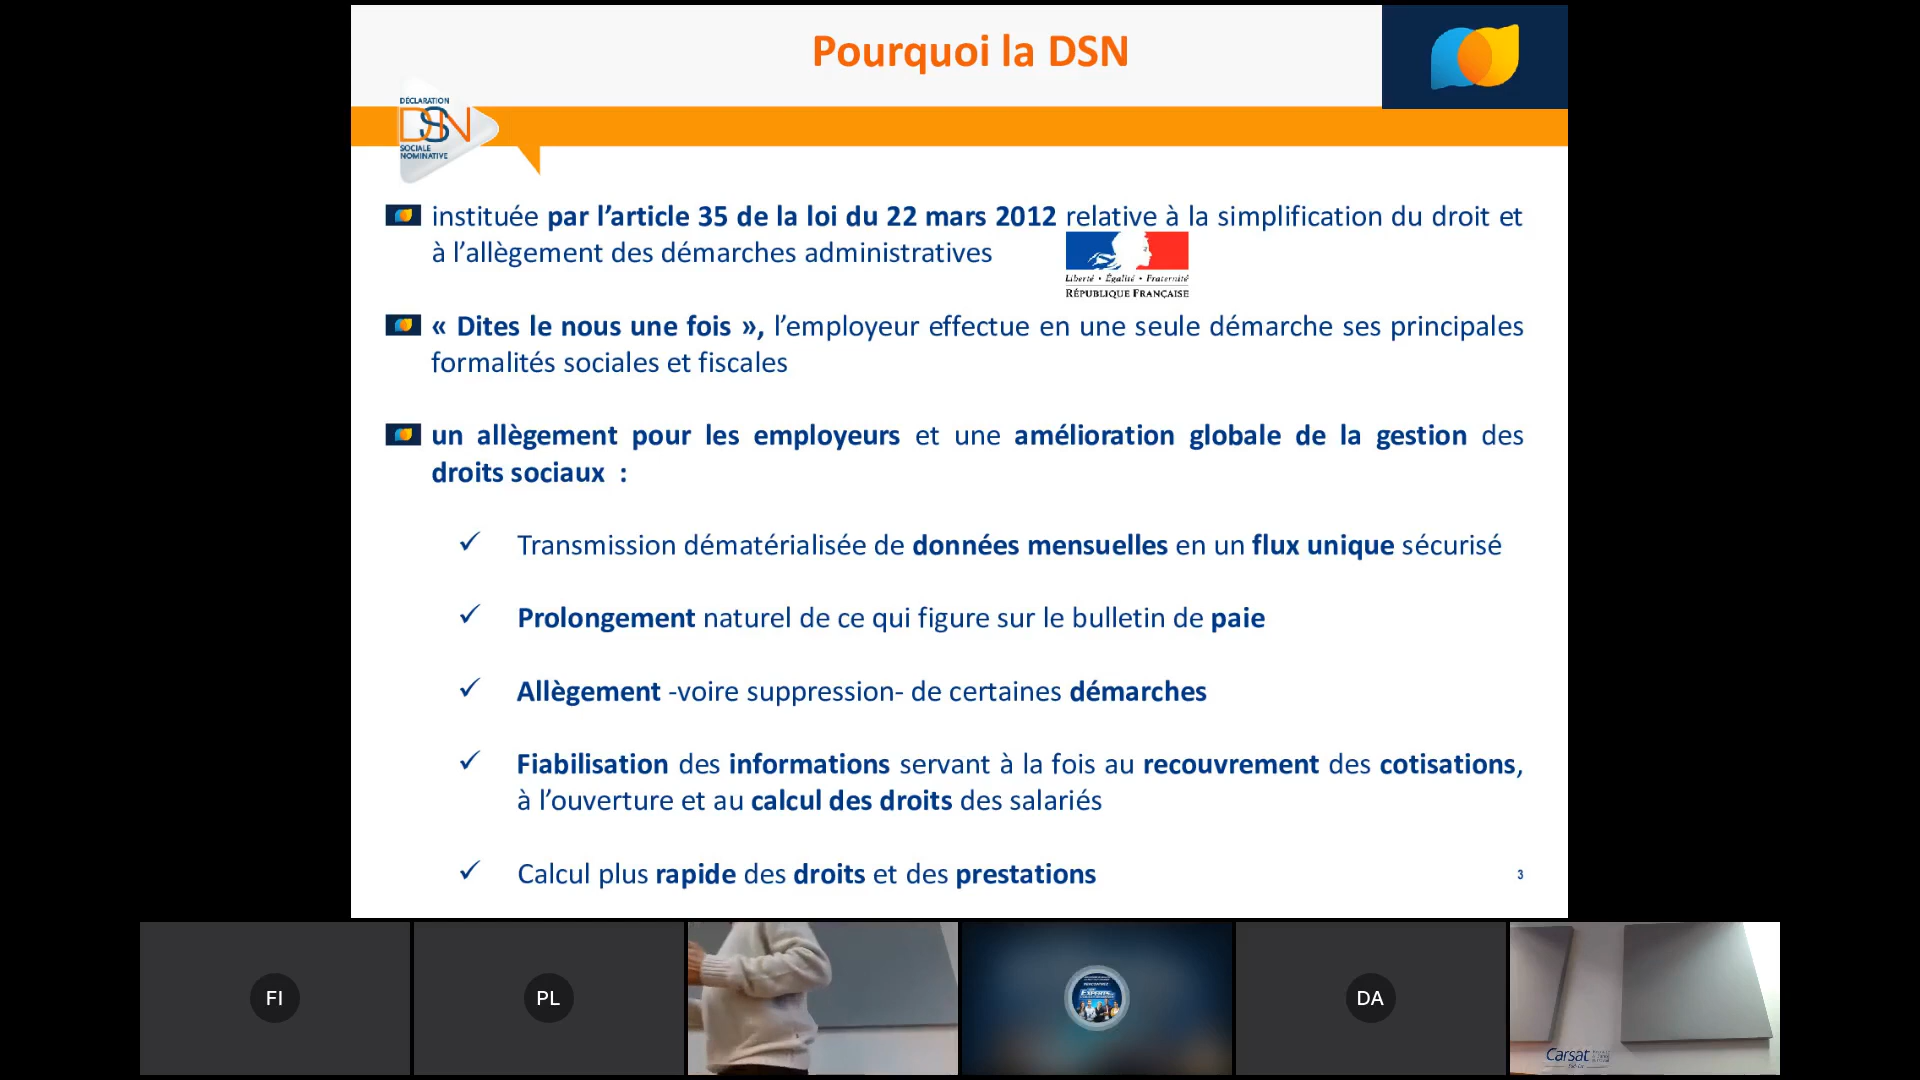 Pourquoi la DSN
DÉCLARATION
DSN
SOCIALE
NOMINATIVE
instituée par l’article 35 de la loi du 22 mars 2012 relative à la simplification du droit et
à l’allègement des démarches administratives
Liberté • Égalité • Fraternité
RÉPUBLIQUE FRANÇAISE
« Dites le nous une fois », l’employeur effectue en une seule démarche ses principales
formalités sociales et fiscales
un allègement pour les employeurs et une amélioration globale de la gestion des
droits sociaux :
✓ Transmission dématérialisée de données mensuelles en un flux unique sécurisé
✓ Prolongement naturel de ce qui figure sur le bulletin de paie
✓ Allègement -voire suppression- de certaines démarches
✓ Fiabilisation des informations servant à la fois au recouvrement des cotisations,
à l’ouverture et au calcul des droits des salariés
✓ Calcul plus rapide des droits et des prestations
3
FI
PL
EXPERTS
DA
Carsat